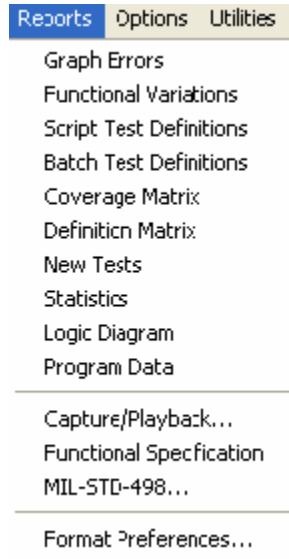 Reports Options Utilities
Graph Errors
Functional Variations
Script Test Definitions
Batch Test Definitions
Coverage Matrix
Definition Matrix
New Tests
Statistics
Logic Diagram
Program Data
Capture/Playback...
Functional Specification
MIL-STD-498...
Format Preferences...